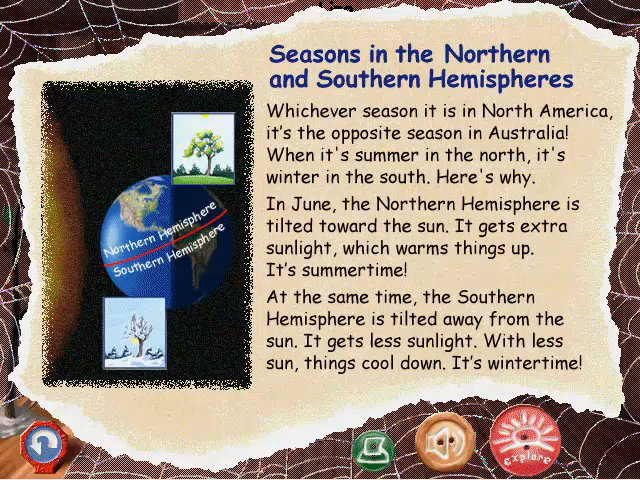 Seasons in the Northern
and Southern Hemispheres
Whichever season it is in North America,
it's the opposite season in Australia!
When it's summer in the north, it's
winter in the south. Here's why.
In June, the Northern Hemisphere is
tilted toward the sun. It gets extra
sunlight, which warms things up.
It's summertime!
At the same time, the Southern
Hemisphere is tilted away from the
sun. It gets less sunlight. With less
sun, things cool down. It's wintertime!
Northern Hemisphere
Southern Hemisphere
explore